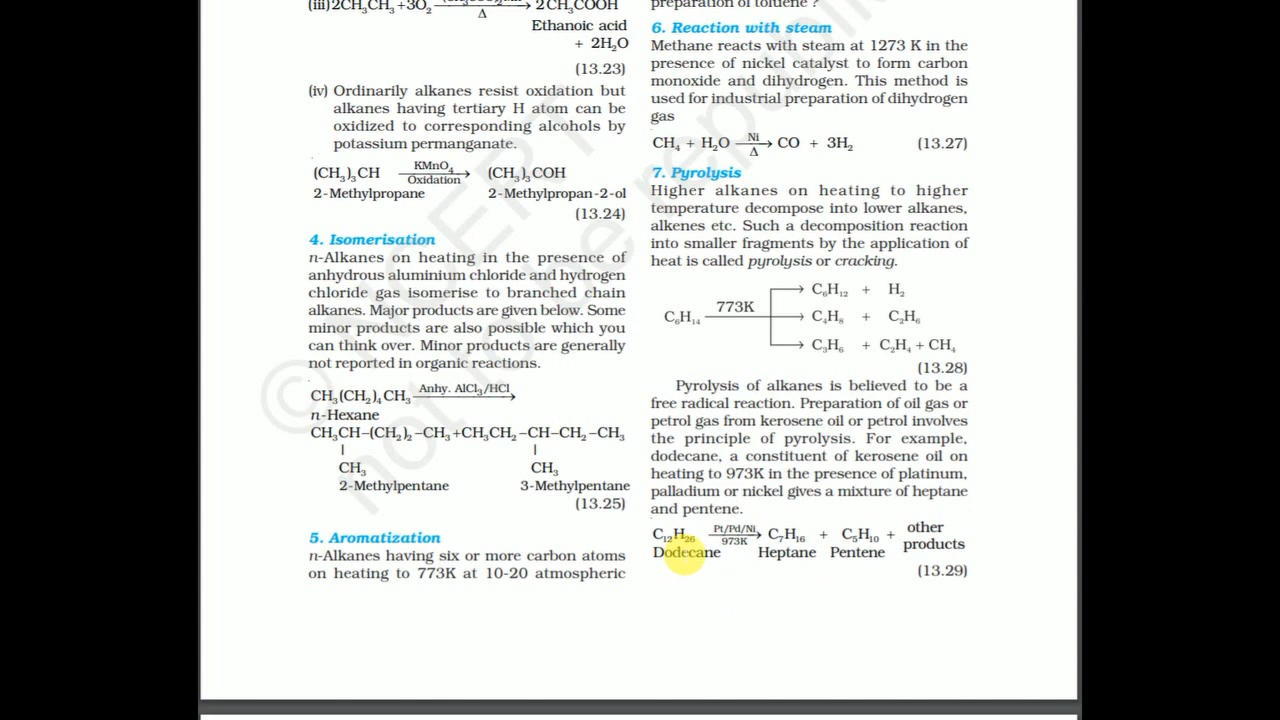 (iii) 2CH₃CH₃ + 3O₂ ⟶ 2CH₃COOH
Δ
Ethanoic acid
+ 2H₂O
(13.23)
(iv) Ordinarily alkanes resist oxidation but
alkanes having tertiary H atom can be
oxidized to corresponding alcohols by
potassium permanganate.
KMnO₄
(CH₃)₃CH ⟶ (CH₃)₃COH
Oxidation
2-Methylpropane 2-Methylpropan-2-ol
(13.24)
4. Isomerisation
n-Alkanes on heating in the presence of
anhydrous aluminium chloride and hydrogen
chloride gas isomerise to branched chain
alkanes. Major products are given below. Some
minor products are also possible which you
can think over. Minor products are generally
not reported in organic reactions.
CH₃(CH₂)₄CH₃ Anhy. AlCl₃/HCl ⟶
n-Hexane
CH₃CH–(CH₂)₂–CH₃+CH₃CH₂–CH–CH₂–CH₃
| |
CH₃ CH₃
2-Methylpentane 3-Methylpentane
(13.25)
5. Aromatization
n-Alkanes having six or more carbon atoms
on heating to 773K at 10-20 atmospheric
preparation of toluene ?
6. Reaction with steam
Methane reacts with steam at 1273 K in the
presence of nickel catalyst to form carbon
monoxide and dihydrogen. This method is
used for industrial preparation of dihydrogen
gas
Ni
CH₄ + H₂O ⟶ CO + 3H₂ (13.27)
Δ
7. Pyrolysis
Higher alkanes on heating to higher
temperature decompose into lower alkanes,
alkenes etc. Such a decomposition reaction
into smaller fragments by the application of
heat is called pyrolysis or cracking.
C₆H₁₂ + H₂
C₆H₁₄ 773K ⟶ C₄H₈ + C₂H₆
C₃H₆ + C₂H₄ + CH₄
(13.28)
Pyrolysis of alkanes is believed to be a
free radical reaction. Preparation of oil gas or
petrol gas from kerosene oil or petrol involves
the principle of pyrolysis. For example,
dodecane, a constituent of kerosene oil on
heating to 973K in the presence of platinum,
palladium or nickel gives a mixture of heptane
and pentene.
Pt/Pd/Ni
C₁₂H₂₆ ⟶ C₇H₁₆ + C₅H₁₀ + other products
973K
Dodecane Heptane Pentene
(13.29)
© NCERT
not to be republi